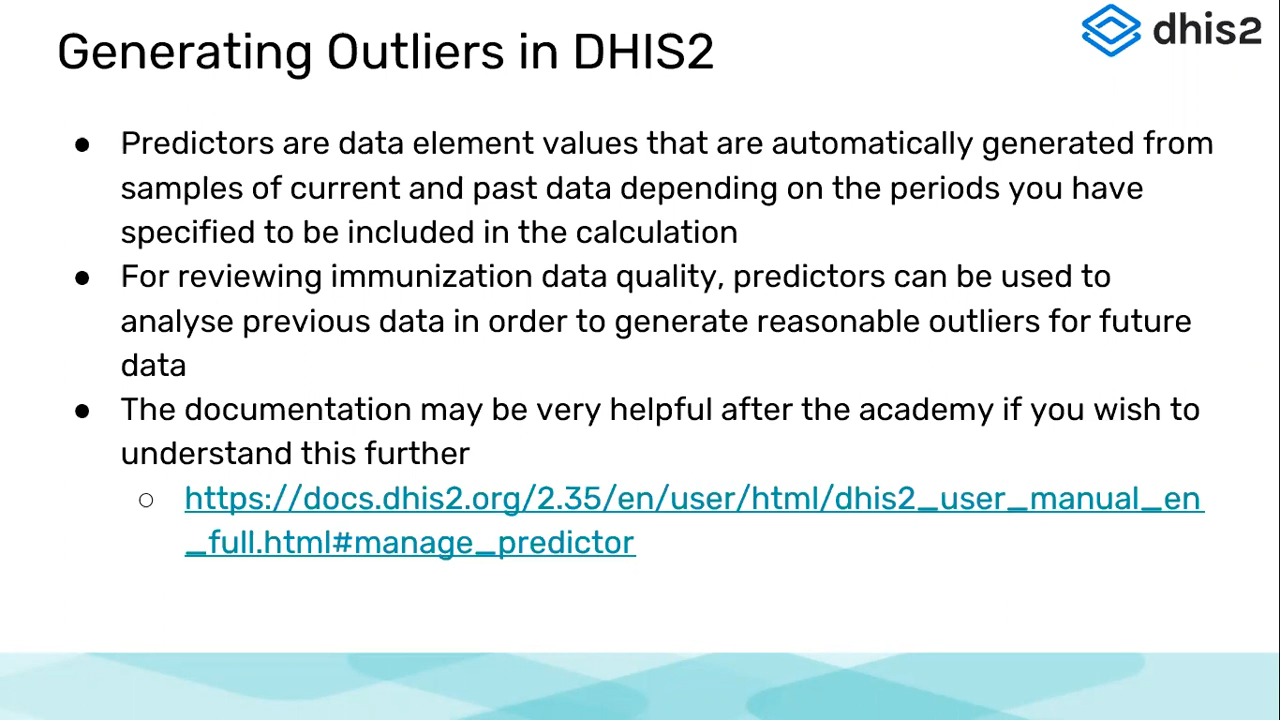 Generating Outliers in DHIS2
dhis2
● Predictors are data element values that are automatically generated from
samples of current and past data depending on the periods you have
specified to be included in the calculation
● For reviewing immunization data quality, predictors can be used to
analyse previous data in order to generate reasonable outliers for future
data
● The documentation may be very helpful after the academy if you wish to
understand this further
○ https://docs.dhis2.org/2.35/en/user/html/dhis2_user_manual_en
_full.html#manage_predictor